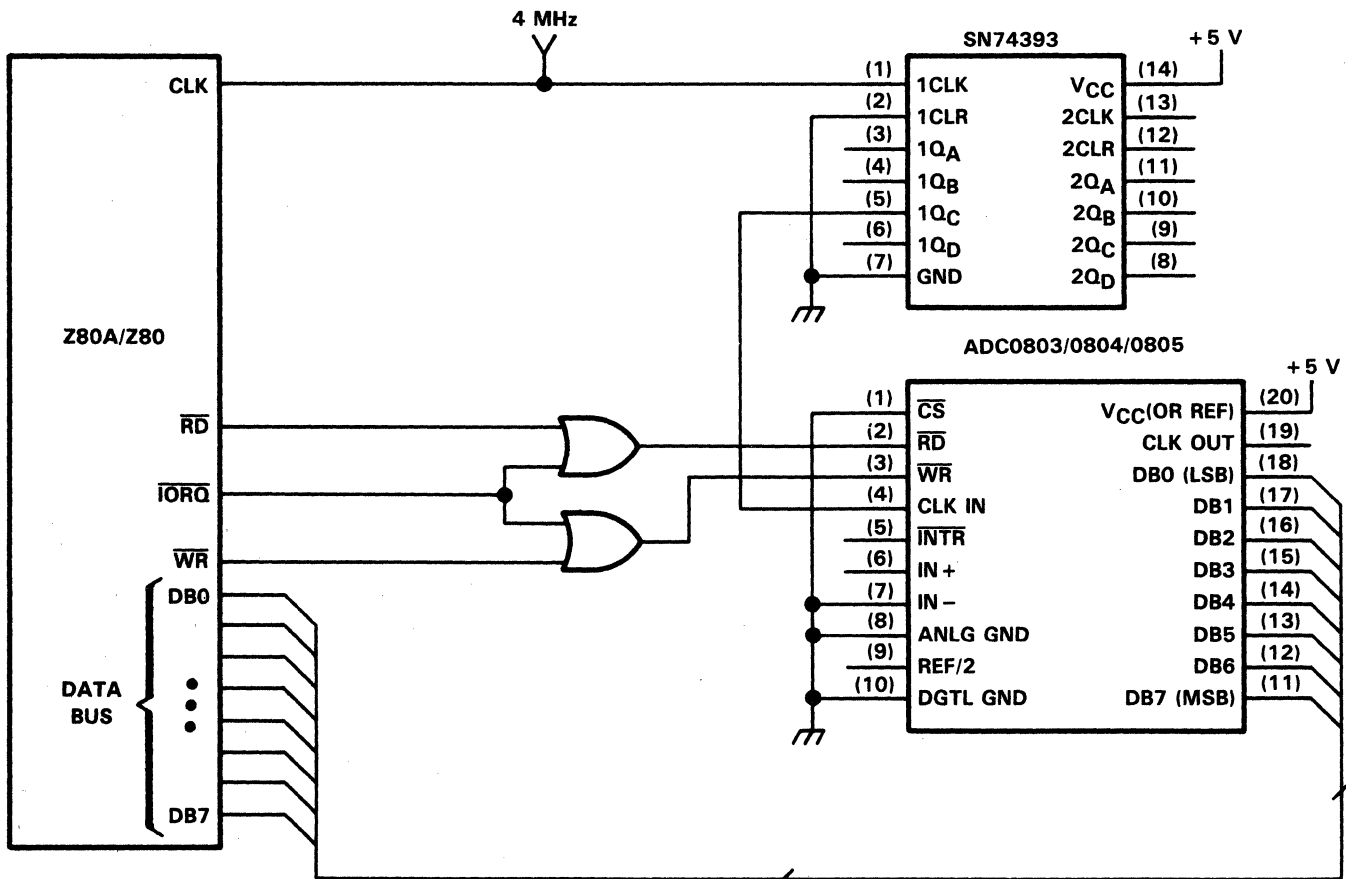 4 MHz
CLK
Z80A/Z80
RD
IORQ
WR
DB0
DATA
BUS
DB7
SN74393
+5 V
(1) 1CLK VCC (14)
(2) 1CLR 2CLK (13)
(3) 1QA 2CLR (12)
(4) 1QB 2QA (11)
(5) 1QC 2QB (10)
(6) 1QD 2QC (9)
(7) GND 2QD (8)
ADC0803/0804/0805
+5 V
(1) CS VCC(OR REF) (20)
(2) RD CLK OUT (19)
(3) WR DB0 (LSB) (18)
(4) CLK IN DB1 (17)
(5) INTR DB2 (16)
(6) IN+ DB3 (15)
(7) IN- DB4 (14)
(8) ANLG GND DB5 (13)
(9) REF/2 DB6 (12)
(10) DGTL GND DB7 (MSB) (11)